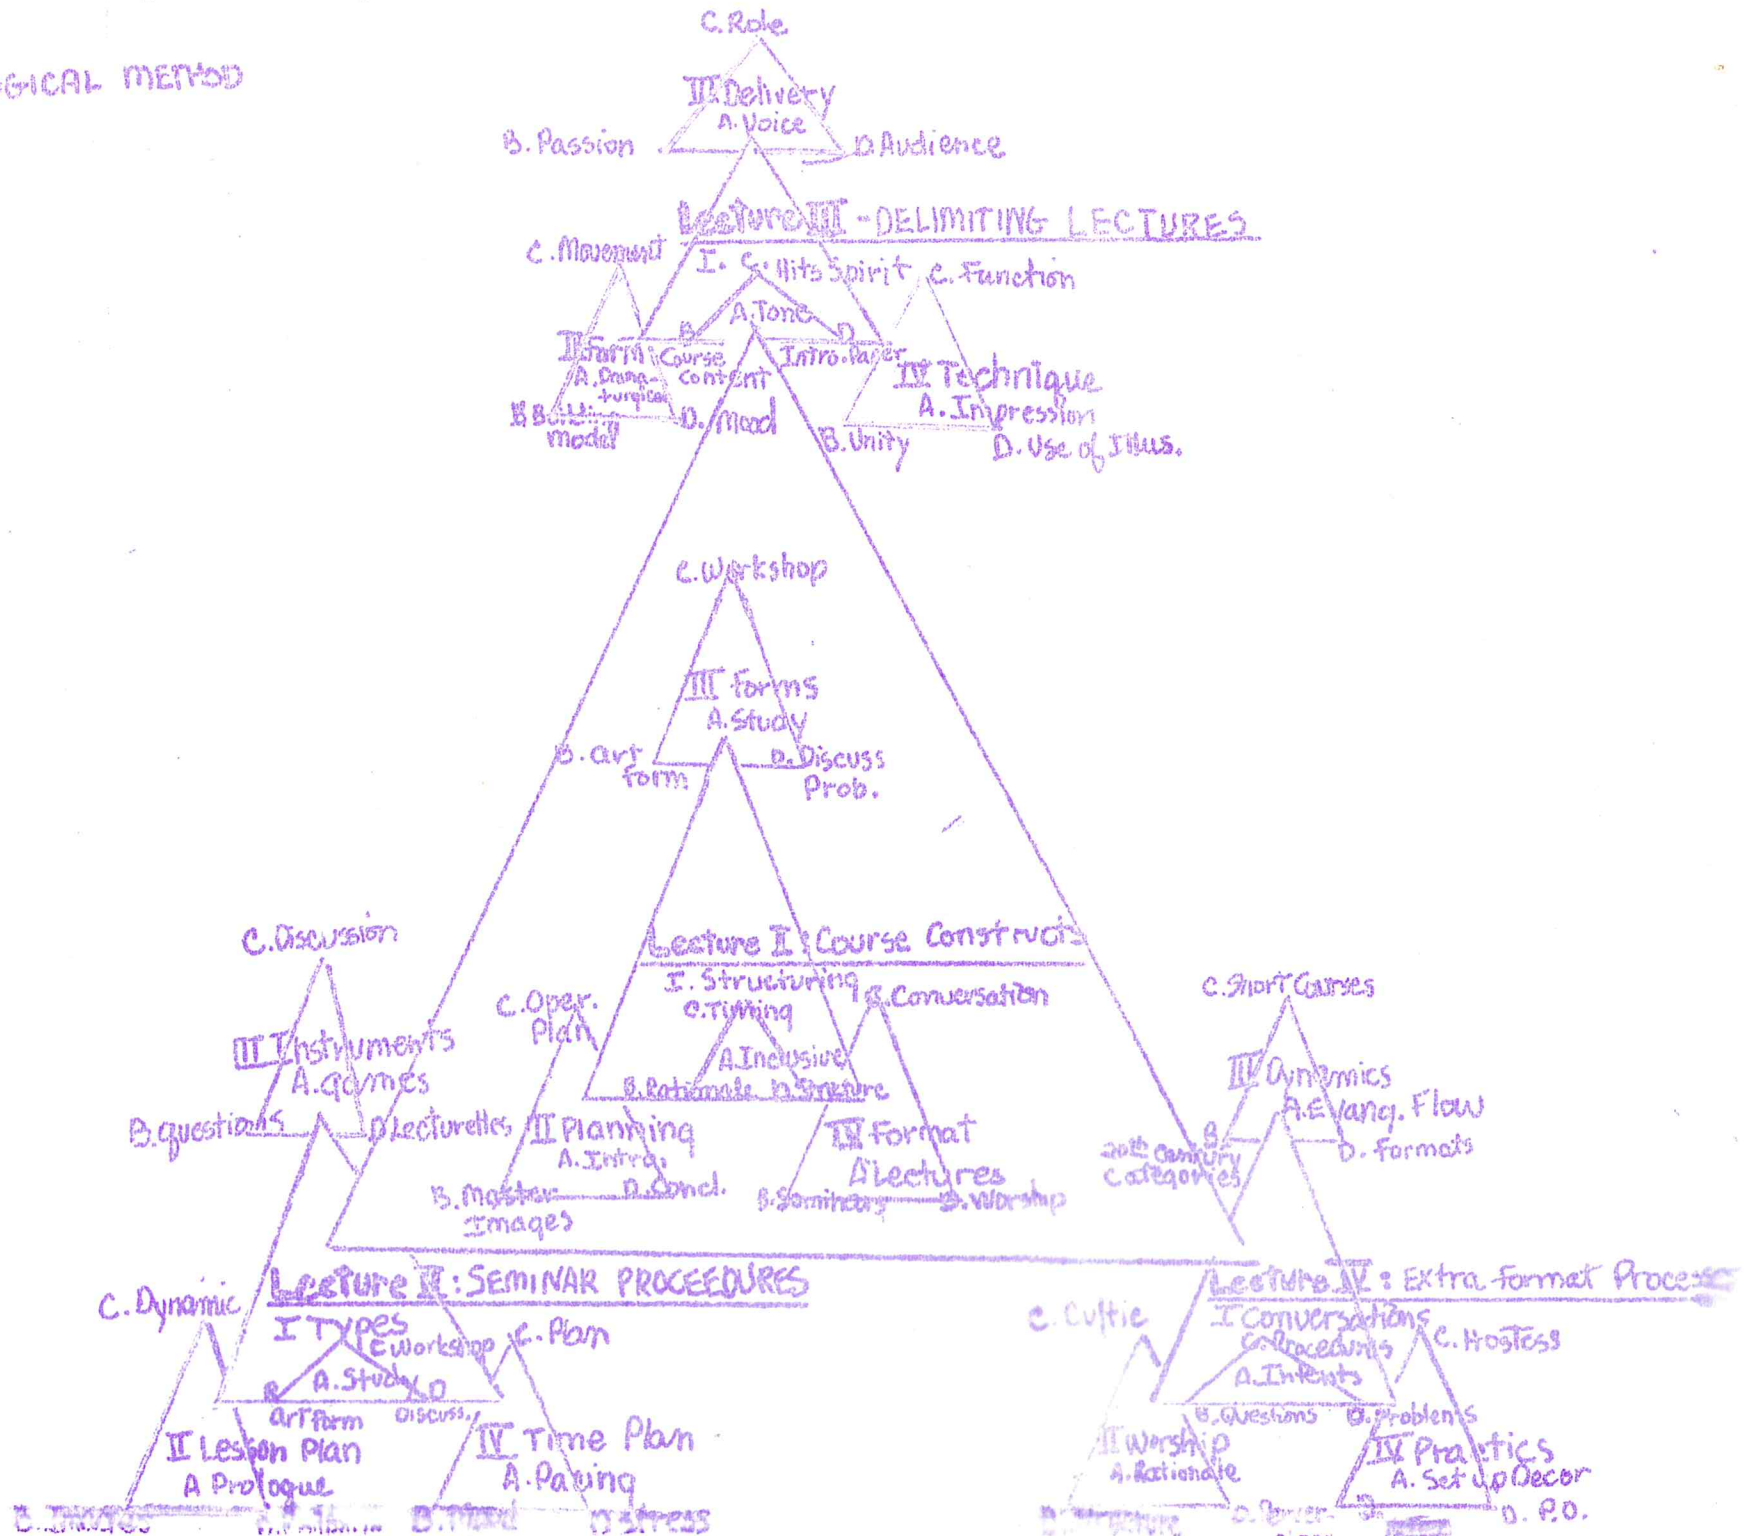 GICAL METHOD
C. Role
III Delivery
A. Voice
B. Passion
D. Audience
Lecture III - DELIMITING LECTURES
C. Movement
I.
C. Hits Spirit
C. Function
A. Tone
B
D
II Form
Course
Content
Intro. Paper
A. Drama-
turgical
IV Technique
A. Impression
model
D. Mood
B. Unity
D. Use of Illus.
C. Workshop
III Forms
A. Study
B. art
form
D. Discuss
Prob.
Lecture I: Course Constructs
I. Structuring
C. Timing
C. Oper.
Plan
C. Conversation
A. Inclusive
B. Rationale
D. Structure
II Planning
A. Intro.
IV Format
A Lectures
B. Master
Images
D. Concl.
B. Seminars
D. Worship
C. Discussion
III Instruments
A. games
B. questions
D. Lecturettes
C. Short Courses
IV Dynamics
A. Evang. Flow
B.
20th Century
Categories
D. Formats
Lecture II: SEMINAR PROCEEDURES
C. Dynamic
I Types
C Workshop
C. Plan
A. Study
B
D
art form
Discuss.
II Lesson Plan
A Prologue
IV Time Plan
A. Pacing
B. Images
B. Mood
D Stress
Lecture IV: Extra Format Process
C. Cultic
I Conversations
C. Procedures
C. Hostess
A. Intents
B. Questions
D. Problems
II Worship
A. Rationale
IV Practics
A. Set up Decor
D. P.O.